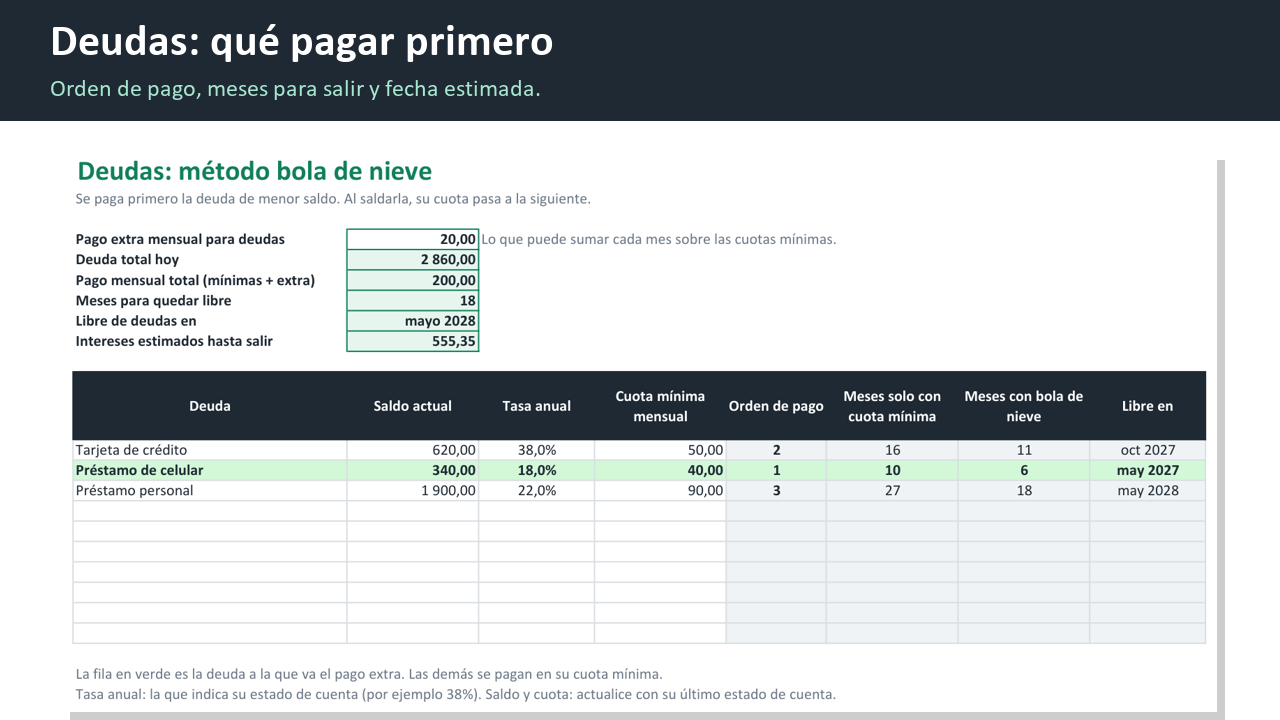 Deudas: qué pagar primero
Orden de pago, meses para salir y fecha estimada.
Deudas: método bola de nieve
Se paga primero la deuda de menor saldo. Al saldarla, su cuota pasa a la siguiente.
Pago extra mensual para deudas 20,00 Lo que puede sumar cada mes sobre las cuotas mínimas.
Deuda total hoy 2 860,00
Pago mensual total (mínimas + extra) 200,00
Meses para quedar libre 18
Libre de deudas en mayo 2028
Intereses estimados hasta salir 555,35
Deuda Saldo actual Tasa anual Cuota mínima mensual Orden de pago Meses solo con cuota mínima Meses con bola de nieve Libre en
Tarjeta de crédito 620,00 38,0% 50,00 2 16 11 oct 2027
Préstamo de celular 340,00 18,0% 40,00 1 10 6 may 2027
Préstamo personal 1 900,00 22,0% 90,00 3 27 18 may 2028
La fila en verde es la deuda a la que va el pago extra. Las demás se pagan en su cuota mínima.
Tasa anual: la que indica su estado de cuenta (por ejemplo 38%). Saldo y cuota: actualice con su último estado de cuenta.